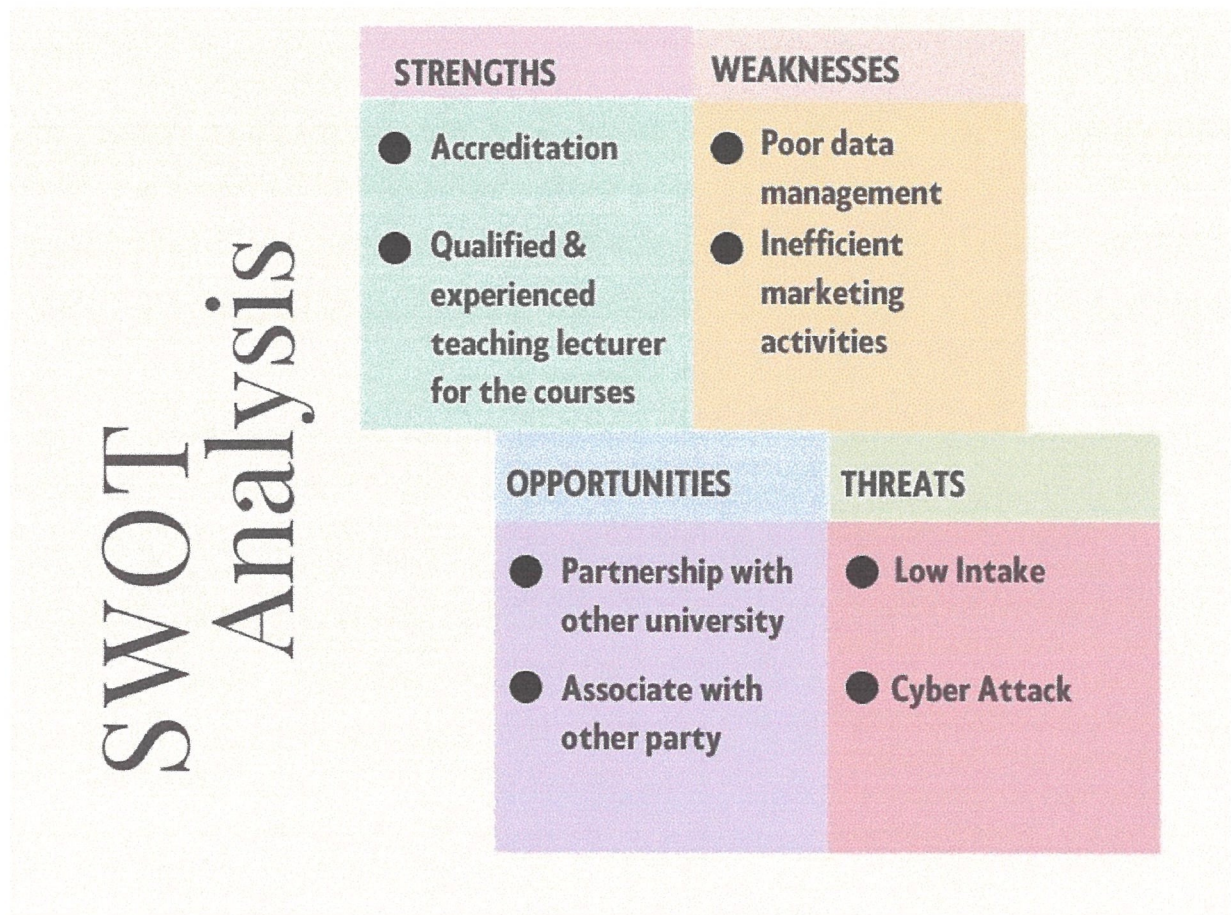 SWOT
Analysis
STRENGTHS
Accreditation
Qualified &
experienced
teaching lecturer
for the courses
WEAKNESSES
Poor data
management
Inefficient
marketing
activities
OPPORTUNITIES
Partnership with
other university
Associate with
other party
THREATS
Low Intake
Cyber Attack